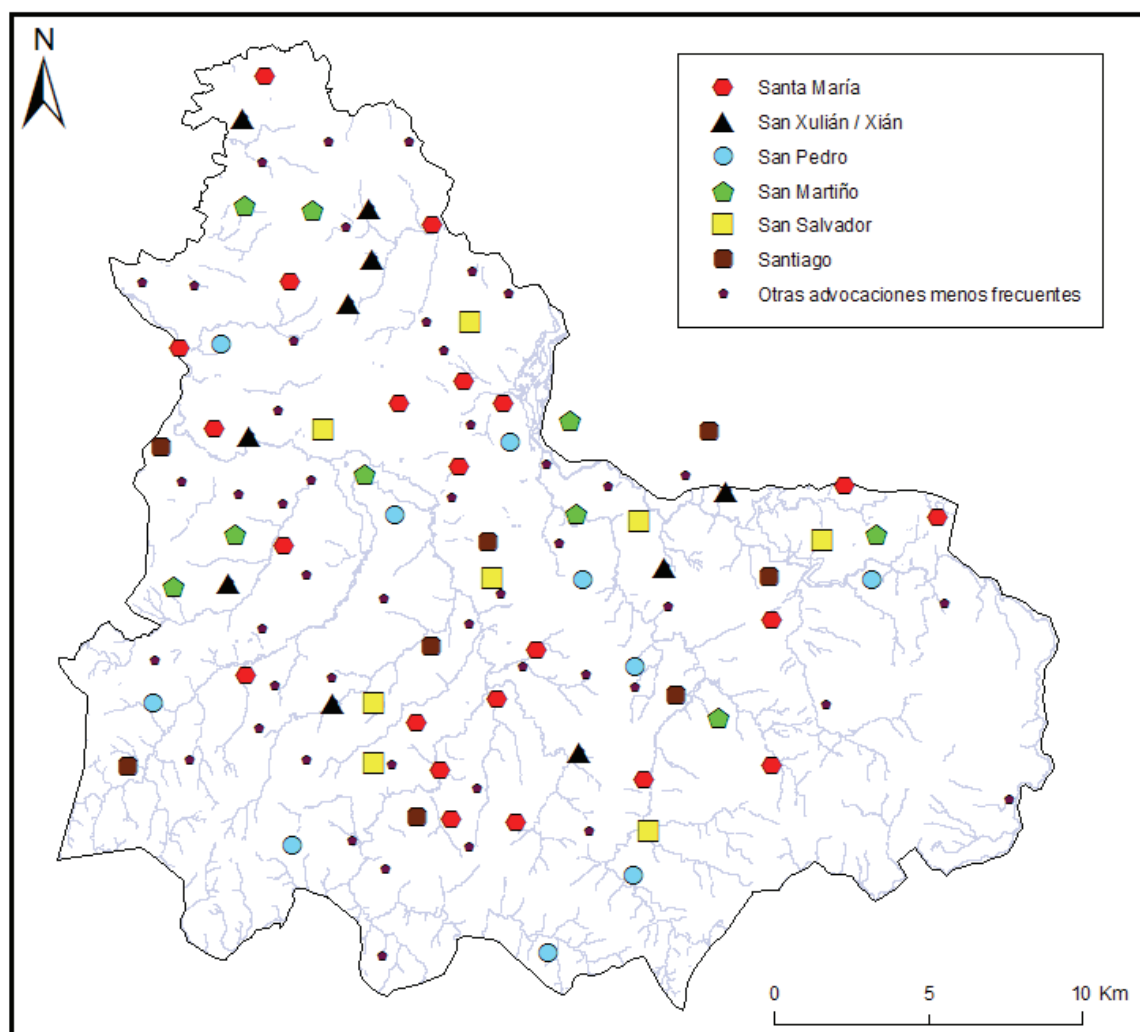 N
Santa María
San Xulián / Xián
San Pedro
San Martiño
San Salvador
Santiago
Otras advocaciones menos frecuentes
0 5 10 Km